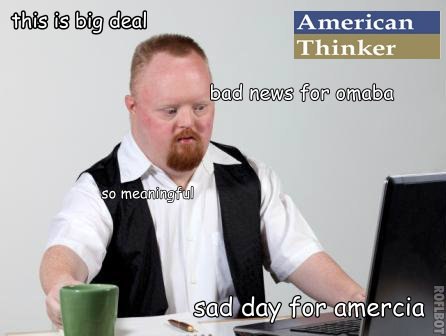 this is big deal
American
Thinker
bad news for omaba
so meaningful
sad day for amercia
ROFLBOT